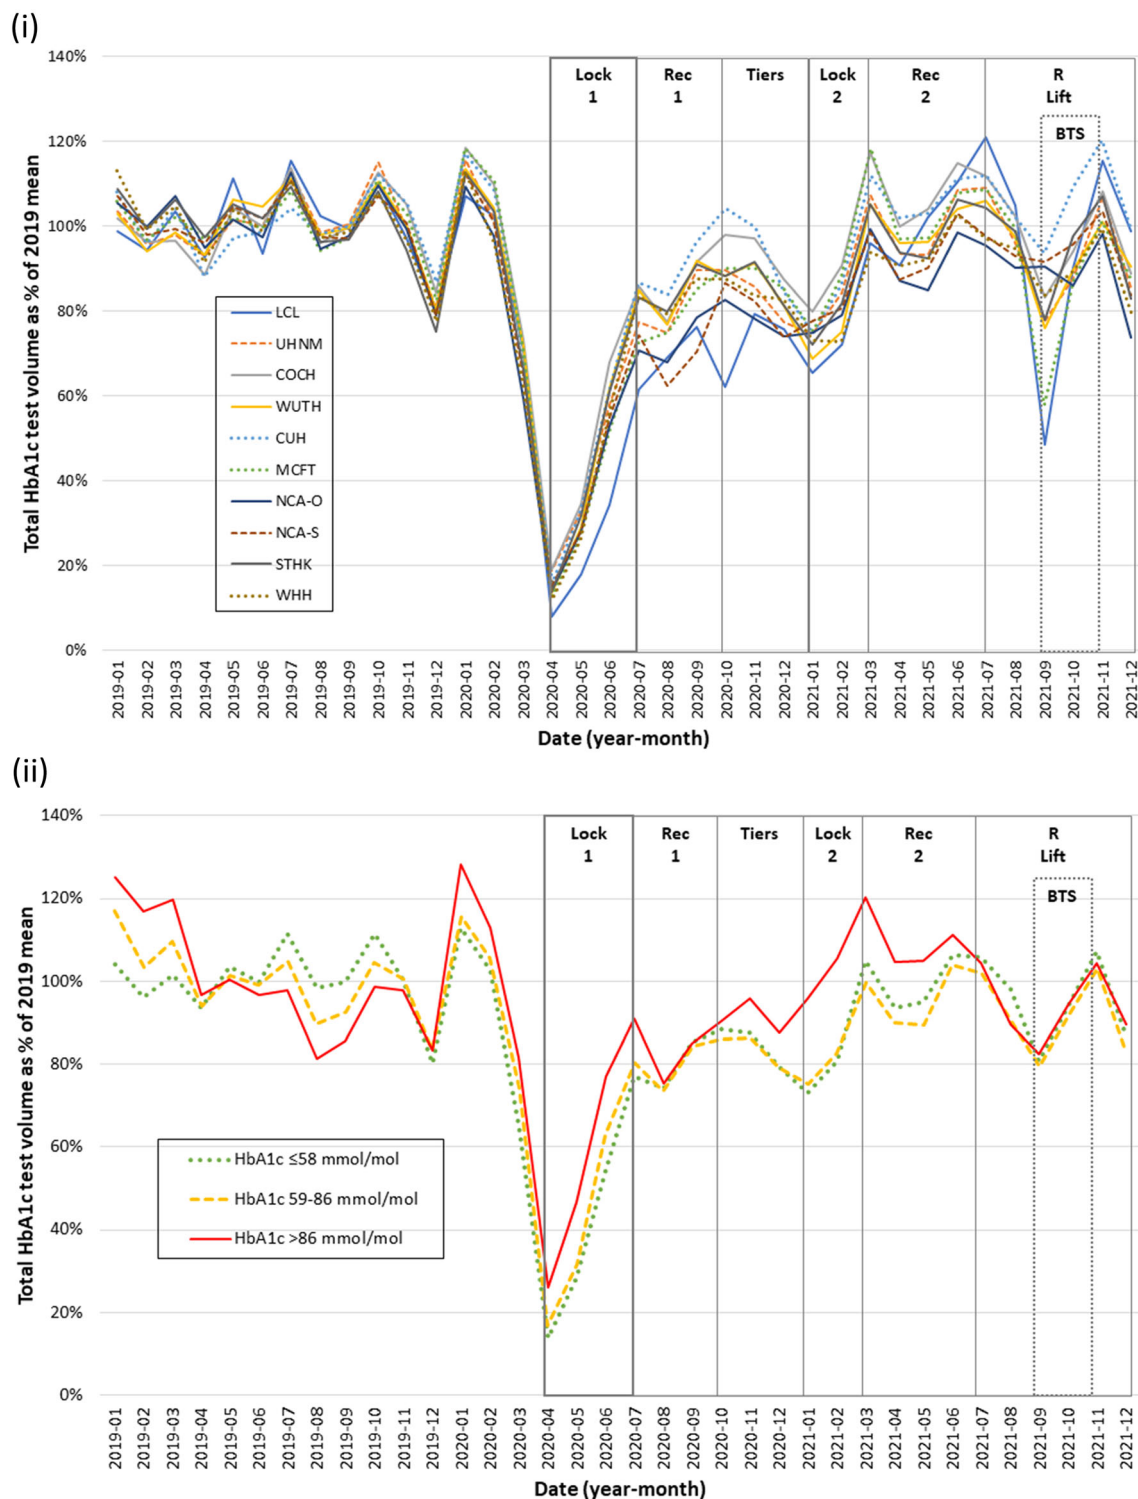 (i)
140%
120%
100%
80%
60%
40%
20%
0%
Total HbA1c test volume as % of 2019 mean
Lock
1
Rec
1
Tiers
Lock
2
Rec
2
R
Lift
BTS
LCL
UHNM
COCH
WUTH
CUH
MCFT
NCA-O
NCA-S
STHK
WHH
2019-01
2019-02
2019-03
2019-04
2019-05
2019-06
2019-07
2019-08
2019-09
2019-10
2019-11
2019-12
2020-01
2020-02
2020-03
2020-04
2020-05
2020-06
2020-07
2020-08
2020-09
2020-10
2020-11
2020-12
2021-01
2021-02
2021-03
2021-04
2021-05
2021-06
2021-07
2021-08
2021-09
2021-10
2021-11
2021-12
Date (year-month)
(ii)
140%
120%
100%
80%
60%
40%
20%
0%
Total HbA1c test volume as % of 2019 mean
Lock
1
Rec
1
Tiers
Lock
2
Rec
2
R
Lift
BTS
HbA1c ≤58 mmol/mol
HbA1c 59-86 mmol/mol
HbA1c >86 mmol/mol
2019-01
2019-02
2019-03
2019-04
2019-05
2019-06
2019-07
2019-08
2019-09
2019-10
2019-11
2019-12
2020-01
2020-02
2020-03
2020-04
2020-05
2020-06
2020-07
2020-08
2020-09
2020-10
2020-11
2020-12
2021-01
2021-02
2021-03
2021-04
2021-05
2021-06
2021-07
2021-08
2021-09
2021-10
2021-11
2021-12
Date (year-month)